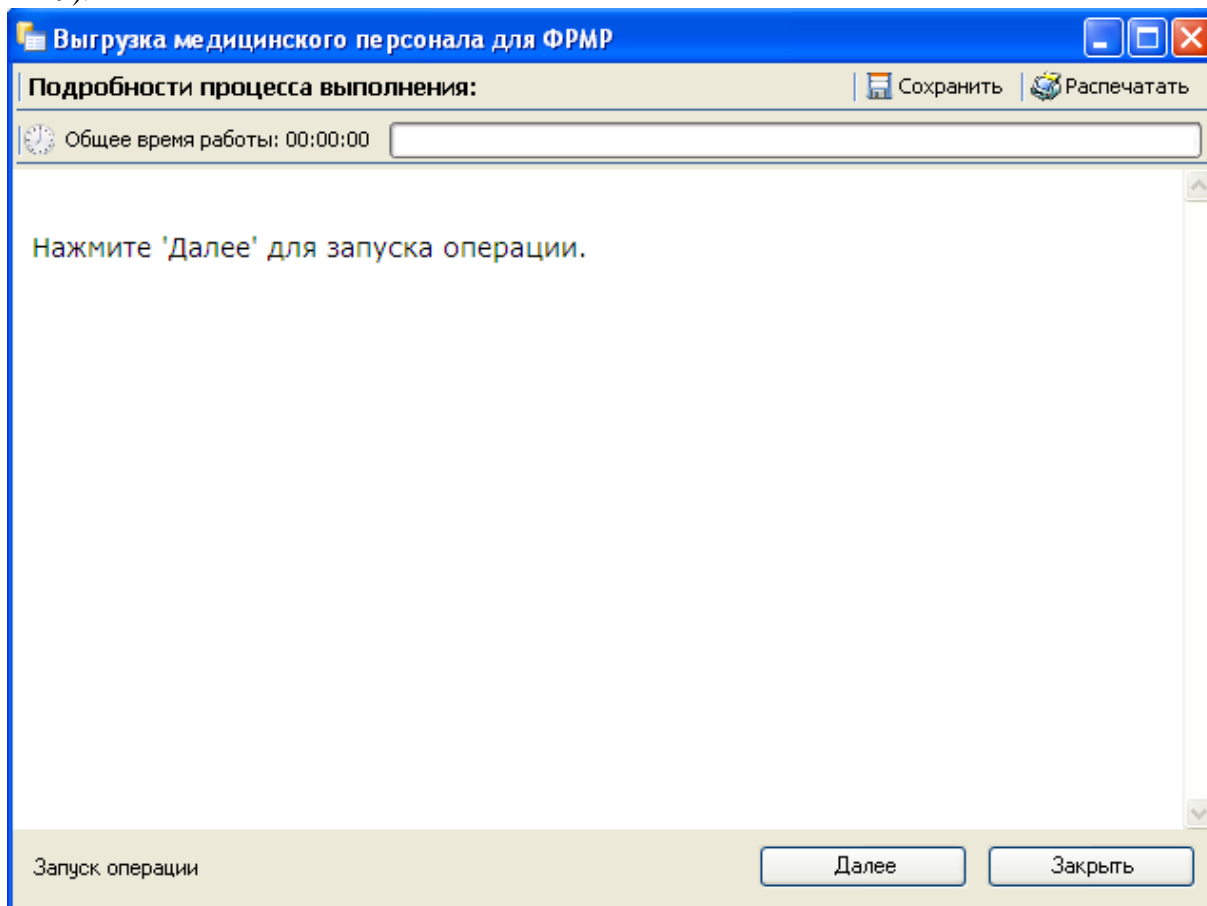 Выгрузка медицинского персонала для ФРМР
Подробности процесса выполнения: Сохранить Распечатать
Общее время работы: 00:00:00
Нажмите 'Далее' для запуска операции.
Запуск операции Далее Закрыть